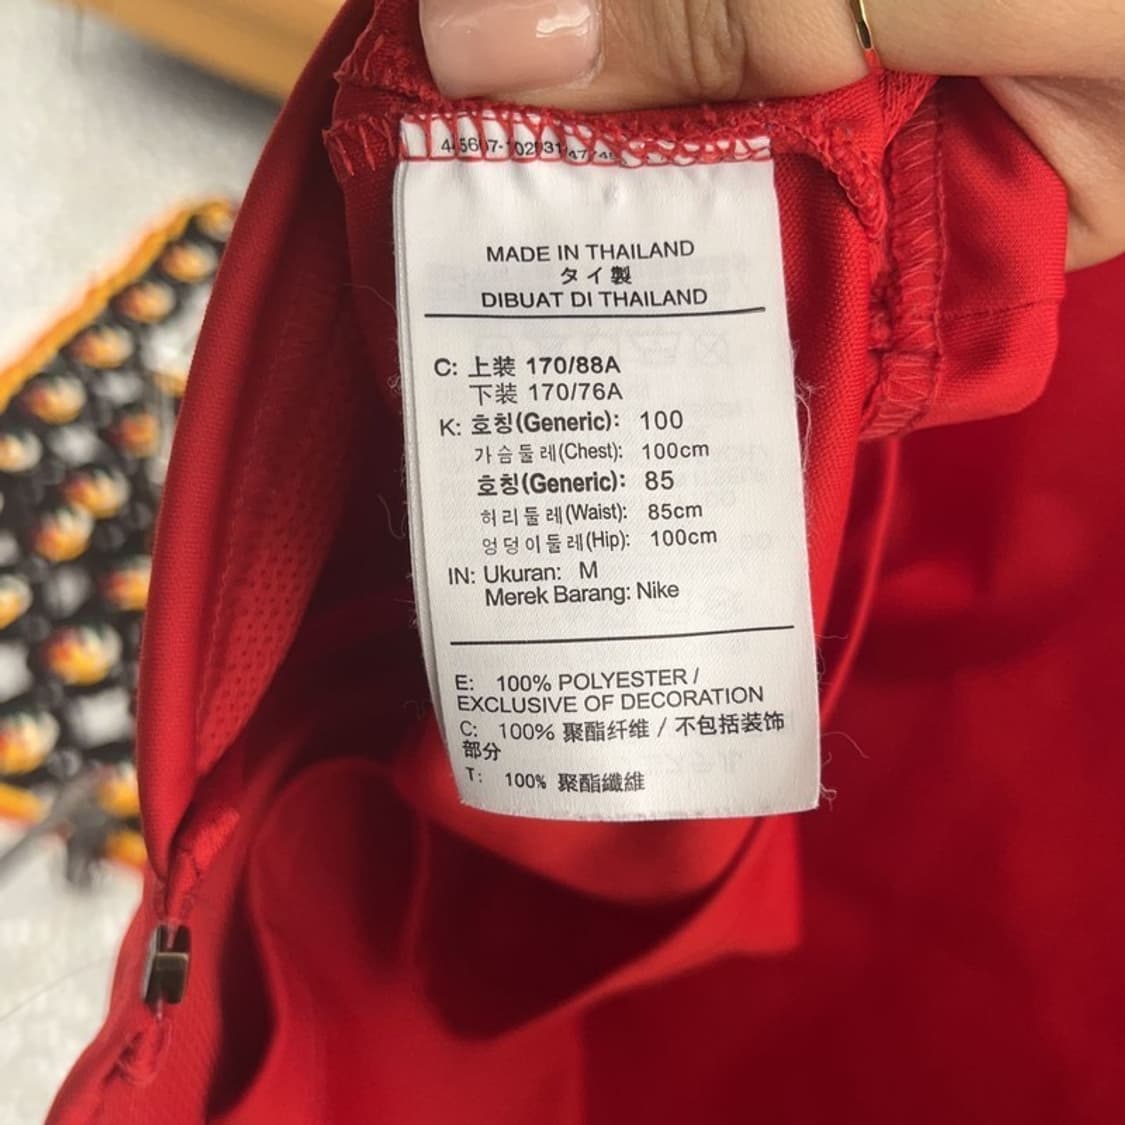 MADE IN THAILAND
タイ製
DIBUAT DI THAILAND
C: 上装 170/88A
下装 170/76A
K: 호칭(Generic): 100
가슴둘레(Chest): 100cm
호칭(Generic): 85
허리둘레(Waist): 85cm
엉덩이둘레(Hip): 100cm
IN: Ukuran: M
Merek Barang: Nike
E: 100% POLYESTER /
EXCLUSIVE OF DECORATION
C: 100% 聚酯纤维 / 不包括装饰
部分
T: 100% 聚酯纖維